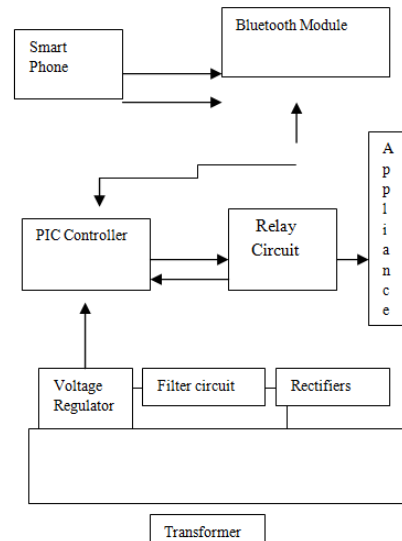 Smart
Phone
Bluetooth Module
A
p
p
l
i
a
n
c
e
PIC Controller
Relay
Circuit
Voltage
Regulator
Filter circuit
Rectifiers
Transformer